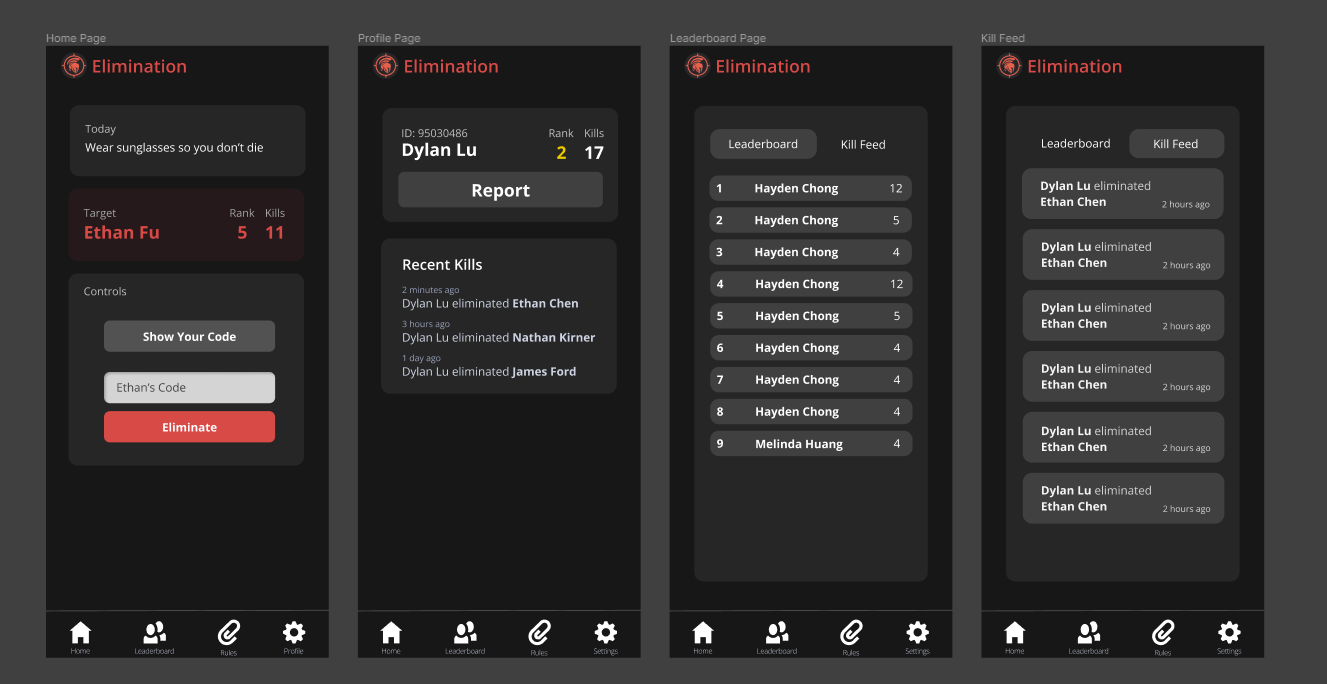 Home Page
Elimination
Today
Wear sunglasses so you don't die
Target
Rank Kills
Ethan Fu
5 11
Controls
Show Your Code
Ethan's Code
Eliminate
Home
Leaderboard
Rules
Profile
Profile Page
Elimination
ID: 95030486
Rank Kills
Dylan Lu
2 17
Report
Recent Kills
2 minutes ago
Dylan Lu eliminated Ethan Chen
3 hours ago
Dylan Lu eliminated Nathan Kirner
1 day ago
Dylan Lu eliminated James Ford
Home
Leaderboard
Rules
Settings
Leaderboard Page
Elimination
Leaderboard Kill Feed
1 Hayden Chong 12
2 Hayden Chong 5
3 Hayden Chong 4
4 Hayden Chong 12
5 Hayden Chong 5
6 Hayden Chong 4
7 Hayden Chong 4
8 Hayden Chong 4
9 Melinda Huang 4
Home
Leaderboard
Rules
Settings
Kill Feed
Elimination
Leaderboard Kill Feed
Dylan Lu eliminated
Ethan Chen
2 hours ago
Dylan Lu eliminated
Ethan Chen
2 hours ago
Dylan Lu eliminated
Ethan Chen
2 hours ago
Dylan Lu eliminated
Ethan Chen
2 hours ago
Dylan Lu eliminated
Ethan Chen
2 hours ago
Dylan Lu eliminated
Ethan Chen
2 hours ago
Home
Leaderboard
Rules
Settings